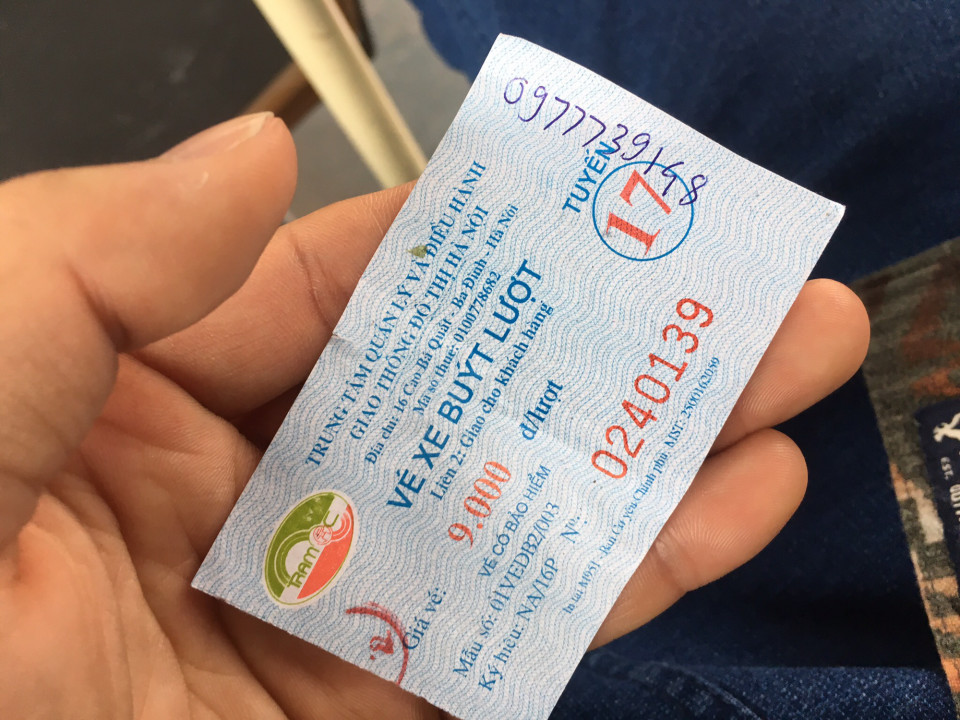 0977739148
TRUNG TÂM QUẢN LÝ VÀ ĐIỀU HÀNH
GIAO THÔNG ĐÔ THỊ HÀ NỘI
Địa chỉ: 16 Cao Bá Quát - Ba Đình - Hà Nội
Mã số thuế: 0100778682
TUYẾN
17
VÉ XE BUÝT LƯỢT
Liên 2: Giao cho khách hàng
Giá vé: 9.000 đ/lượt
VÉ CÓ BẢO HIỂM
Mẫu số: 01VEDB2/003
Ký hiệu: NA/16P Nº: 0240139
TRAMOC
EST.